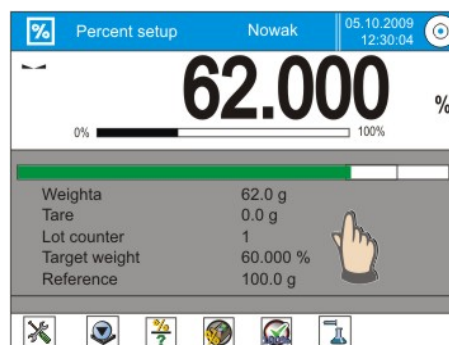 % Percent setup Nowak 05.10.2009
12:30:04
62.000 %
0% 100%
Weighta 62.0 g
Tare 0.0 g
Lot counter 1
Target weight 60.000 %
Reference 100.0 g
%
?
100%